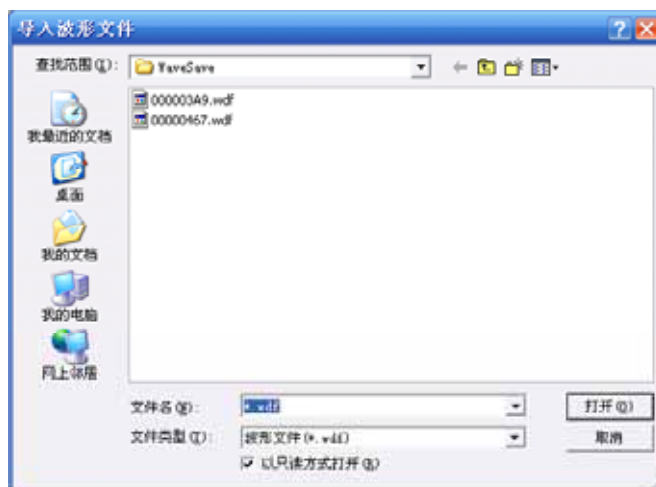 导入波形文件
查找范围(I):
WaveSave
000003A9.wdf
00000467.wdf
我最近的文档
桌面
我的文档
我的电脑
网上邻居
文件名(N):
*.wdf
打开(O)
文件类型(T):
波形文件(*.wdf)
取消
以只读方式打开(R)